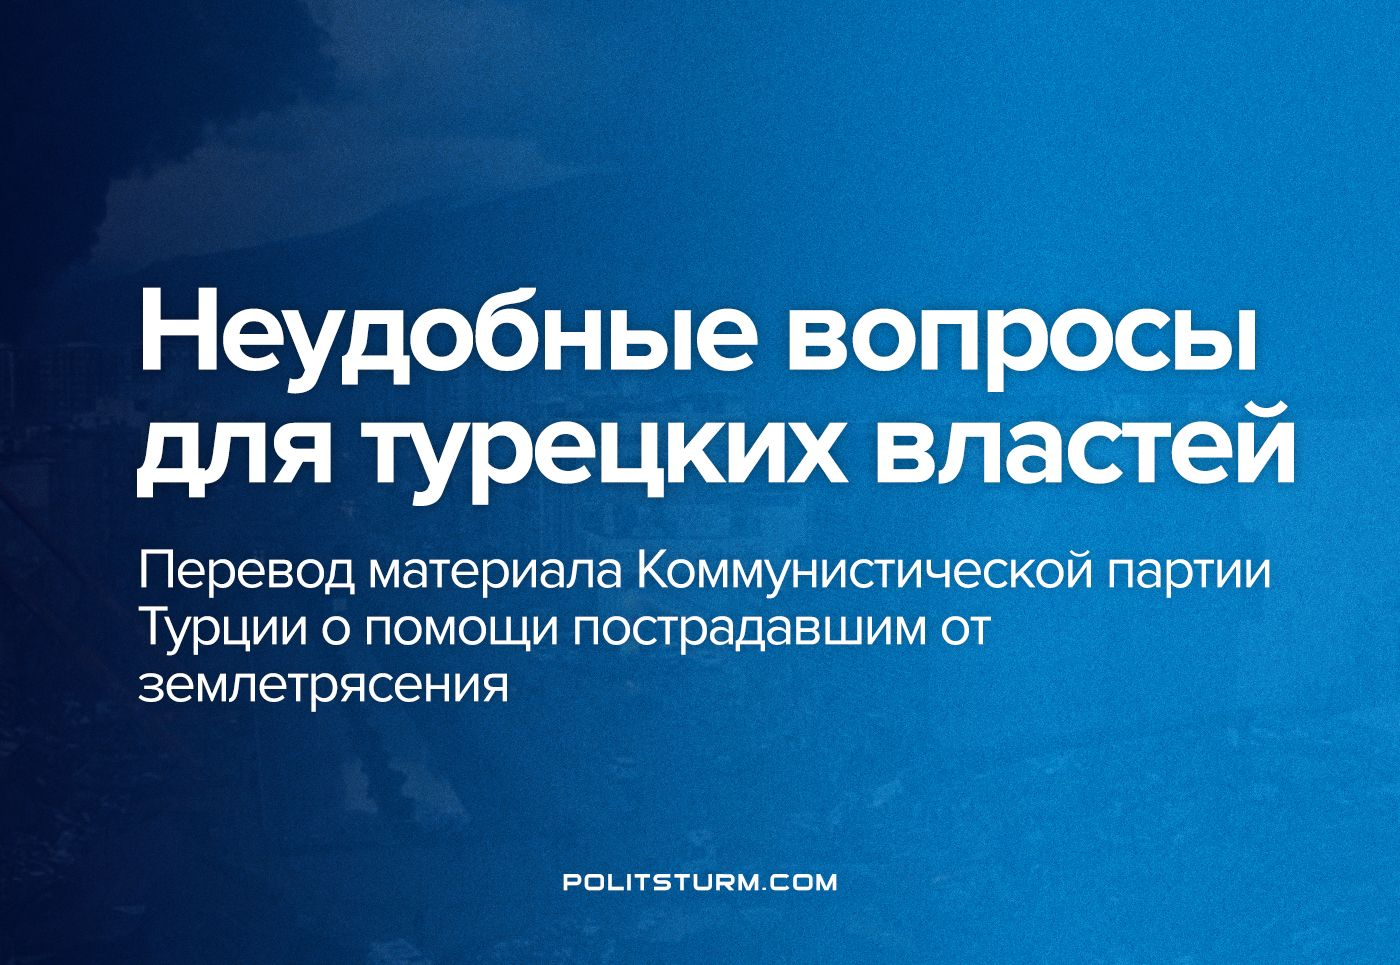 Неудобные вопросы
для турецких властей
Перевод материала Коммунистической партии
Турции о помощи пострадавшим от
землетрясения
POLITSTURM.COM